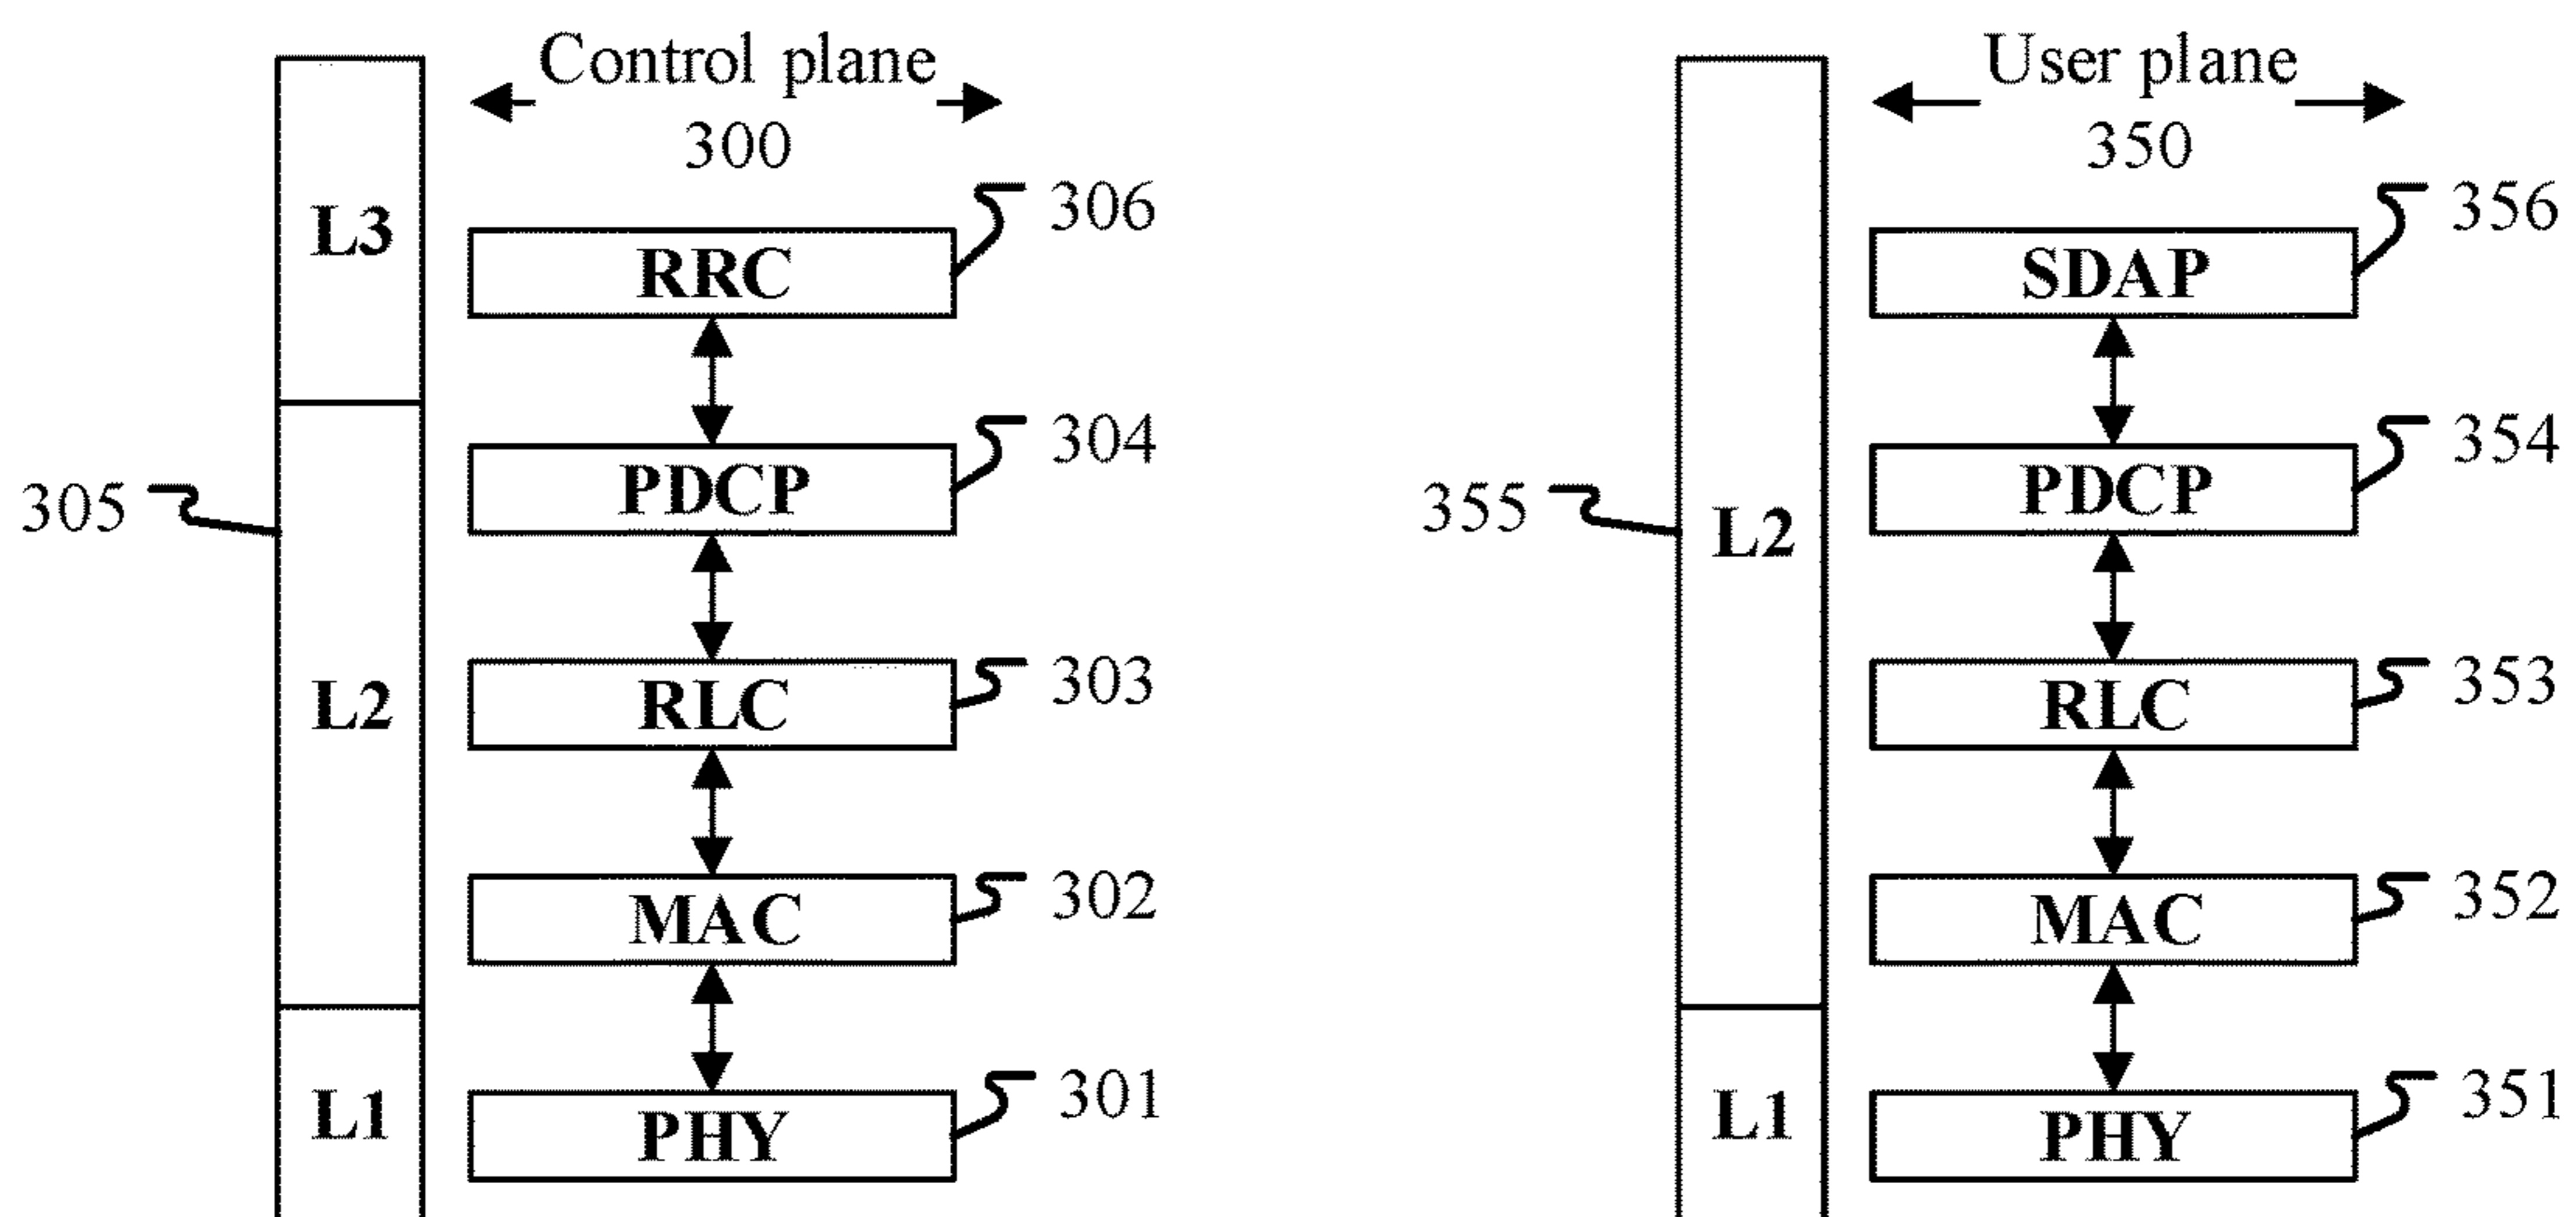 Control plane
300
L3
RRC
306
PDCP
304
305
L2
RLC
303
MAC
302
L1
PHY
301
User plane
350
SDAP
356
PDCP
354
355
L2
RLC
353
MAC
352
L1
PHY
351